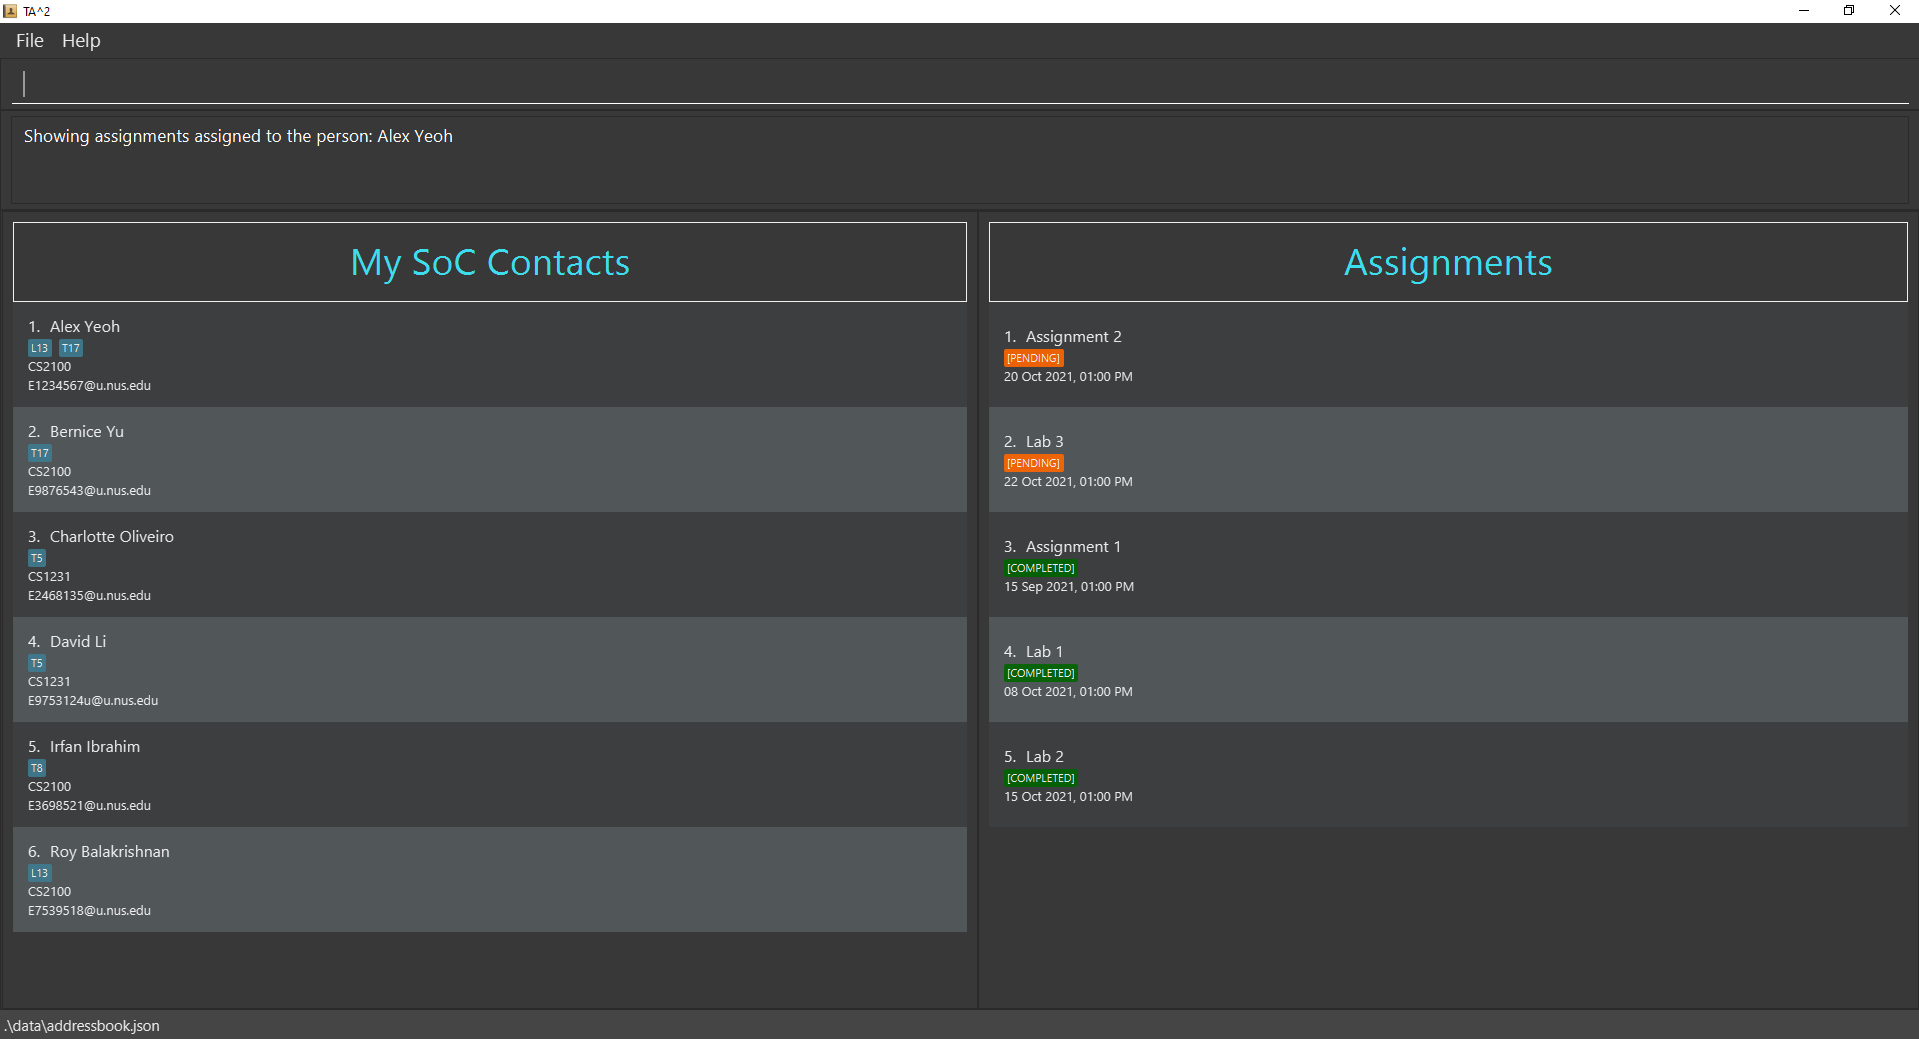 TA^2
File Help
Showing assignments assigned to the person: Alex Yeoh
My SoC Contacts
1. Alex Yeoh
L13 T17
CS2100
E1234567@u.nus.edu
2. Bernice Yu
T17
CS2100
E9876543@u.nus.edu
3. Charlotte Oliveiro
T5
CS1231
E2468135@u.nus.edu
4. David Li
T5
CS1231
E9753124u@u.nus.edu
5. Irfan Ibrahim
T8
CS2100
E3698521@u.nus.edu
6. Roy Balakrishnan
L13
CS2100
E7539518@u.nus.edu
Assignments
1. Assignment 2
[PENDING]
20 Oct 2021, 01:00 PM
2. Lab 3
[PENDING]
22 Oct 2021, 01:00 PM
3. Assignment 1
[COMPLETED]
15 Sep 2021, 01:00 PM
4. Lab 1
[COMPLETED]
08 Oct 2021, 01:00 PM
5. Lab 2
[COMPLETED]
15 Oct 2021, 01:00 PM
.\data\addressbook.json